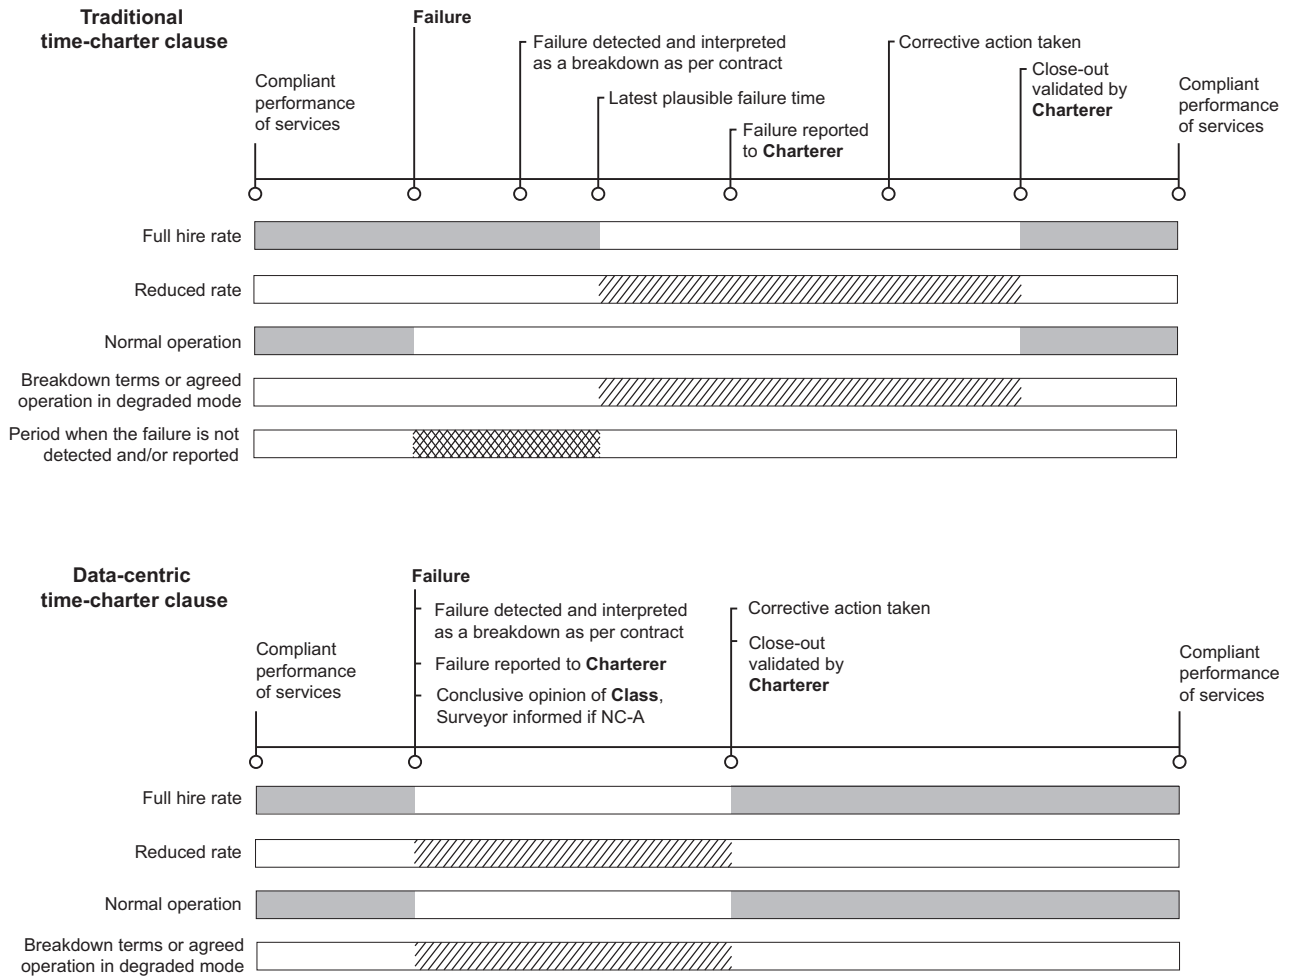 Traditional
time-charter clause
Failure
Failure detected and interpreted
as a breakdown as per contract
Corrective action taken
Close-out
validated by
Charterer
Compliant
performance
of services
Latest plausible failure time
Compliant
performance
of services
Failure reported
to Charterer
Full hire rate
Reduced rate
Normal operation
Breakdown terms or agreed
operation in degraded mode
Period when the failure is not
detected and/or reported
Data-centric
time-charter clause
Failure
Failure detected and interpreted
as a breakdown as per contract
Failure reported to Charterer
Conclusive opinion of Class,
Surveyor informed if NC-A
Corrective action taken
Close-out
validated by
Charterer
Compliant
performance
of services
Compliant
performance
of services
Full hire rate
Reduced rate
Normal operation
Breakdown terms or agreed
operation in degraded mode